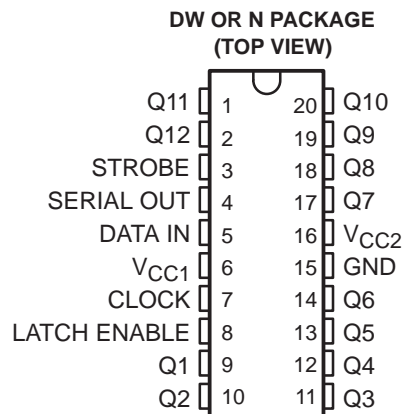 DW OR N PACKAGE
(TOP VIEW)
Q11 1 20 Q10
Q12 2 19 Q9
STROBE 3 18 Q8
SERIAL OUT 4 17 Q7
DATA IN 5 16 VCC2
VCC1 6 15 GND
CLOCK 7 14 Q6
LATCH ENABLE 8 13 Q5
Q1 9 12 Q4
Q2 10 11 Q3